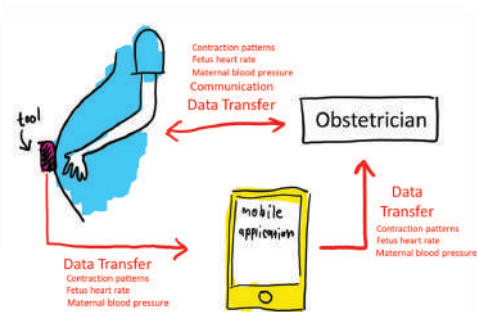 Contraction patterns
Fetus heart rate
Maternal blood pressure
Communication
Data Transfer
tool
Obstetrician
mobile
application
Data
Transfer
Contraction patterns
Fetus heart rate
Maternal blood pressure
Data Transfer
Contraction patterns
Fetus heart rate
Maternal blood pressure